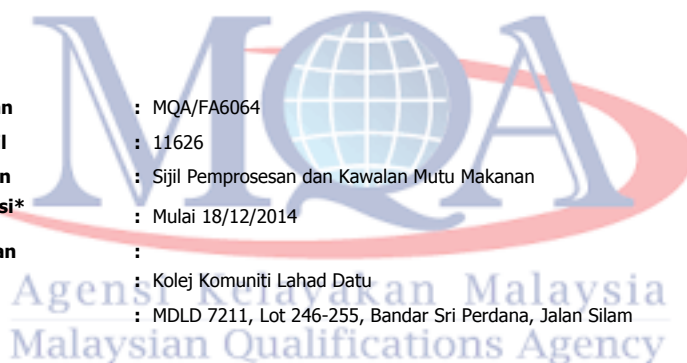 MQA
an : MQA/FA6064
l : 11626
n : Sijil Pemprosesan dan Kawalan Mutu Makanan
si* : Mulai 18/12/2014
an :
: Kolej Komuniti Lahad Datu
Agensi Kelayakan Malaysia
: MDLD 7211, Lot 246-255, Bandar Sri Perdana, Jalan Silam
Malaysian Qualifications Agency